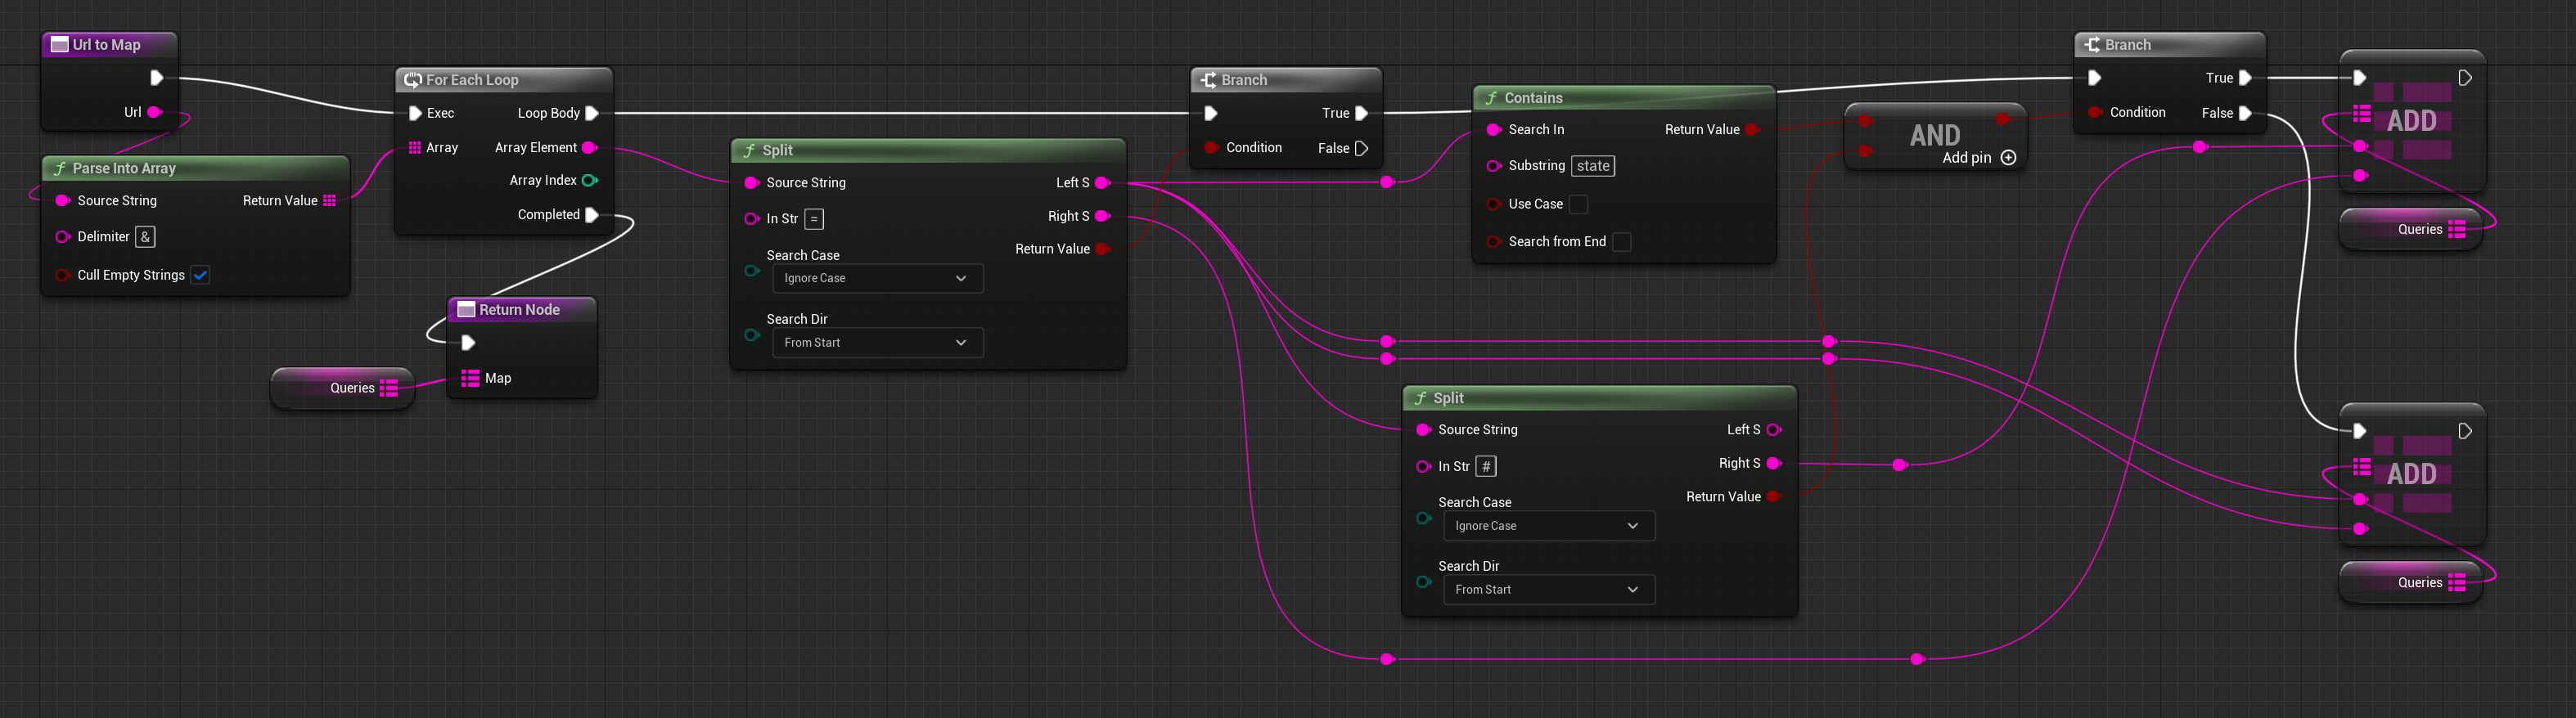 Url to Map
Url
Parse Into Array
Source String
Return Value
Delimiter &
Cull Empty Strings
For Each Loop
Exec
Loop Body
Array
Array Element
Array Index
Completed
Return Node
Map
Queries
Split
Source String
Left S
In Str =
Right S
Return Value
Search Case
Ignore Case
Search Dir
From Start
Branch
True
Condition
False
Contains
Search In
Return Value
Substring state
Use Case
Search from End
Split
Source String
Left S
In Str #
Right S
Return Value
Search Case
Ignore Case
Search Dir
From Start
AND
Add pin
Branch
True
Condition
False
ADD
Queries
ADD
Queries